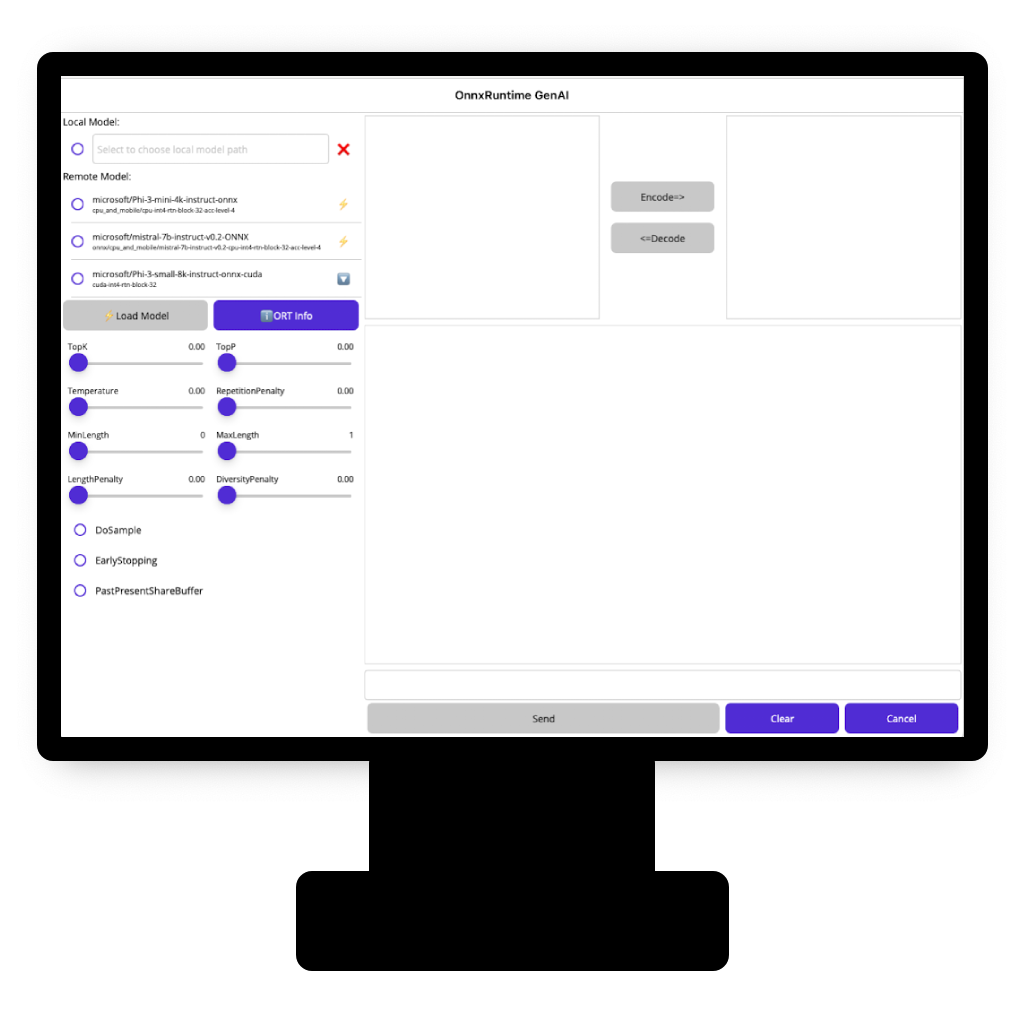 OnnxRuntime GenAI
Local Model:
Select to choose local model path
Remote Model:
microsoft/Phi-3-mini-4k-instruct-onnx
cpu_and_mobile/cpu-int4-rtn-block-32-acc-level-4
microsoft/mistral-7b-instruct-v0.2-ONNX
onnx/cpu_and_mobile/mistral-7b-instruct-v0.2-cpu-int4-rtn-block-32-acc-level-4
microsoft/Phi-3-small-8k-instruct-onnx-cuda
cuda-int4-rtn-block-32
Load Model
ORT Info
TopK 0.00
TopP 0.00
Temperature 0.00
RepetitionPenalty 0.00
MinLength 0
MaxLength 1
LengthPenalty 0.00
DiversityPenalty 0.00
DoSample
EarlyStopping
PastPresentShareBuffer
Encode=>
<=Decode
Send
Clear
Cancel